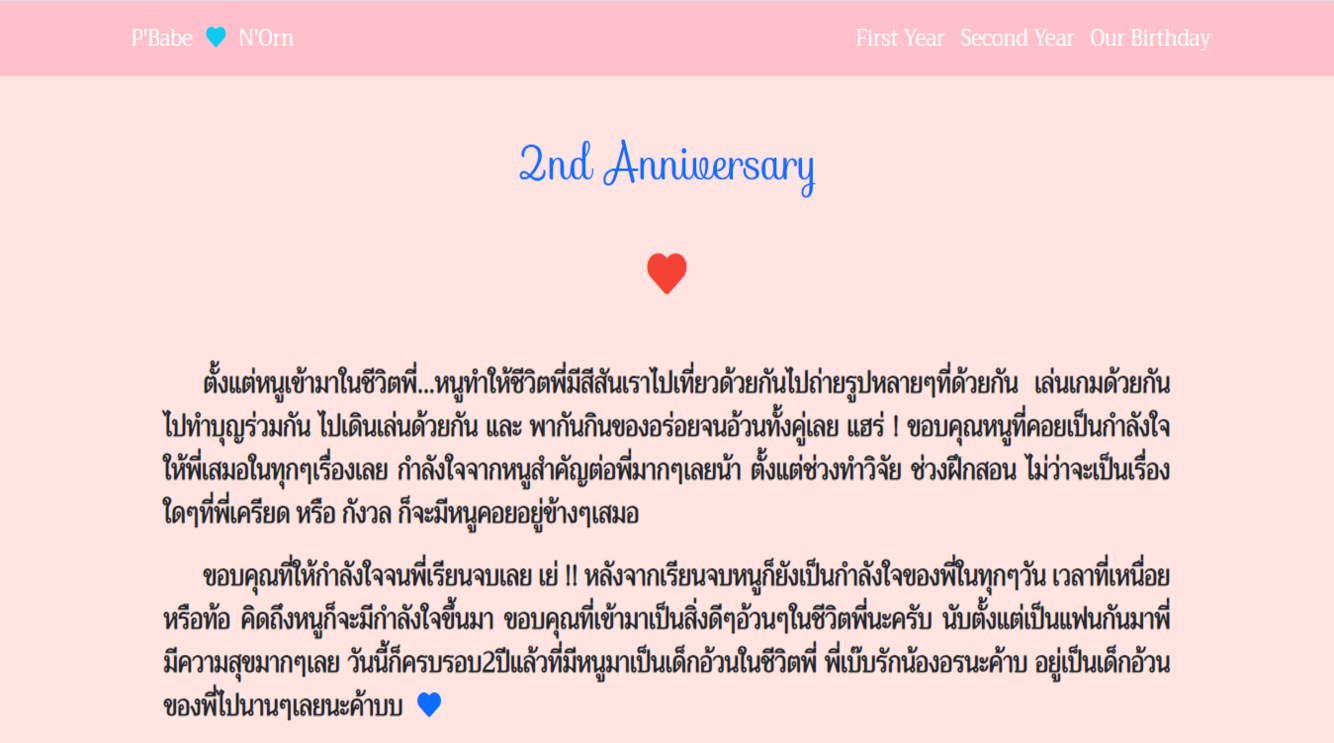 P'Babe N'Orn First Year Second Year Our Birthday
2nd Anniversary
ตั้งแต่หนูเข้ามาในชีวิตพี่...หนูทำให้ชีวิตพี่มีสีสันเราไปเที่ยวด้วยกันไปถ่ายรูปหลายๆที่ด้วยกัน เล่นเกมด้วยกัน
ไปทำบุญร่วมกัน ไปเดินเล่นด้วยกัน และ พากันกินของอร่อยจนอ้วนทั้งคู่เลย แฮร่ ! ขอบคุณหนูที่คอยเป็นกำลังใจ
ให้พี่เสมอในทุกๆเรื่องเลย กำลังใจจากหนูสำคัญต่อพี่มากๆเลยน้า ตั้งแต่ช่วงทำวิจัย ช่วงฝึกสอน ไม่ว่าจะเป็นเรื่อง
ใดๆที่พี่เครียด หรือ กังวล ก็จะมีหนูคอยอยู่ข้างๆเสมอ
ขอบคุณที่ให้กำลังใจจนพี่เรียนจบเลย เย่ !! หลังจากเรียนจบหนูก็ยังเป็นกำลังใจของพี่ในทุกๆวัน เวลาที่เหนื่อย
หรือท้อ คิดถึงหนูก็จะมีกำลังใจขึ้นมา ขอบคุณที่เข้ามาเป็นสิ่งดีๆอ้วนๆในชีวิตพี่นะครับ นับตั้งแต่เป็นแฟนกันมาพี่
มีความสุขมากๆเลย วันนี้ก็ครบรอบ2ปีแล้วที่มีหนูมาเป็นเด็กอ้วนในชีวิตพี่ พี่เบ๊บรักน้องอรนะค้าบ อยู่เป็นเด็กอ้วน
ของพี่ไปนานๆเลยนะค้าบบ